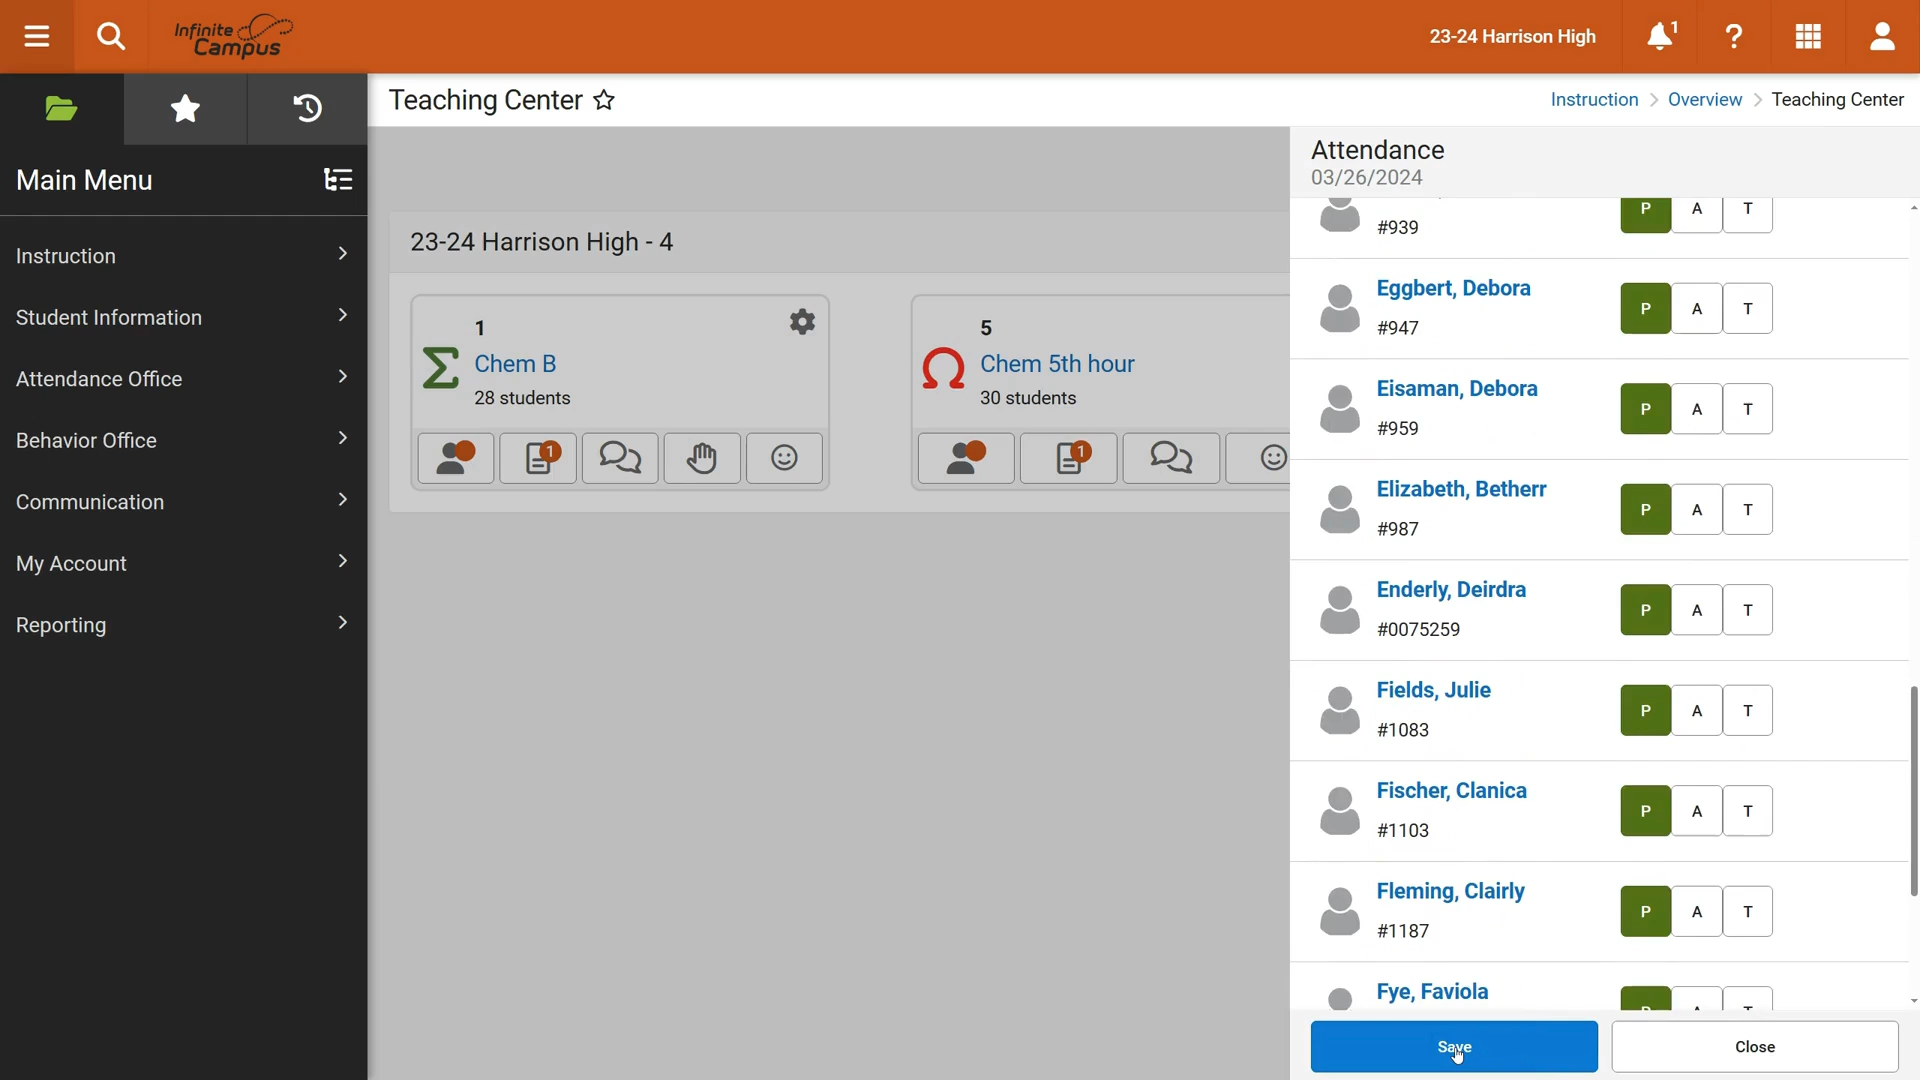 Infinite
Campus
23-24 Harrison High
1
?
Teaching Center
Instruction > Overview > Teaching Center
Main Menu
Instruction
Student Information
Attendance Office
Behavior Office
Communication
My Account
Reporting
23-24 Harrison High - 4
1
Σ Chem B
28 students
1
5
Ω Chem 5th hour
30 students
1
Attendance
03/26/2024
#939
P A T
Eggbert, Debora
#947
P A T
Eisaman, Debora
#959
P A T
Elizabeth, Betherr
#987
P A T
Enderly, Deirdra
#0075259
P A T
Fields, Julie
#1083
P A T
Fischer, Clanica
#1103
P A T
Fleming, Clairly
#1187
P A T
Fye, Faviola
Save
Close